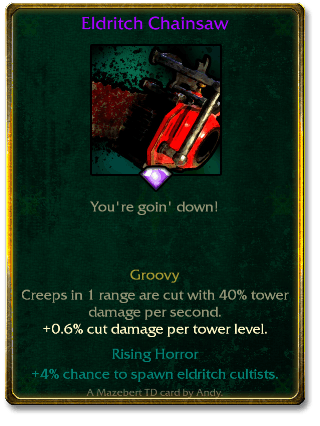 Eldritch Chainsaw
You're goin' down!
Groovy
Creeps in 1 range are cut with 40% tower
damage per second.
+0.6% cut damage per tower level.
Rising Horror
+4% chance to spawn eldritch cultists.
A Mazebert TD card by Andy.